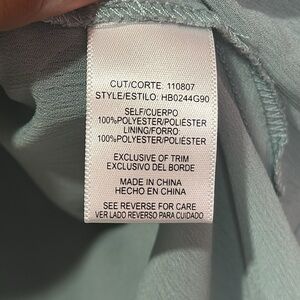 CUT/CORTE: 110807
STYLE/ESTILO: HB0244G90
SELF/CUERPO
100%POLYESTER/POLIÉSTER
LINING/FORRO:
100%POLYESTER/POLIÉSTER
EXCLUSIVE OF TRIM
EXCLUSIVO DEL BORDE
MADE IN CHINA
HECHO EN CHINA
SEE REVERSE FOR CARE
VER LADO REVERSO PARA CUIDADO